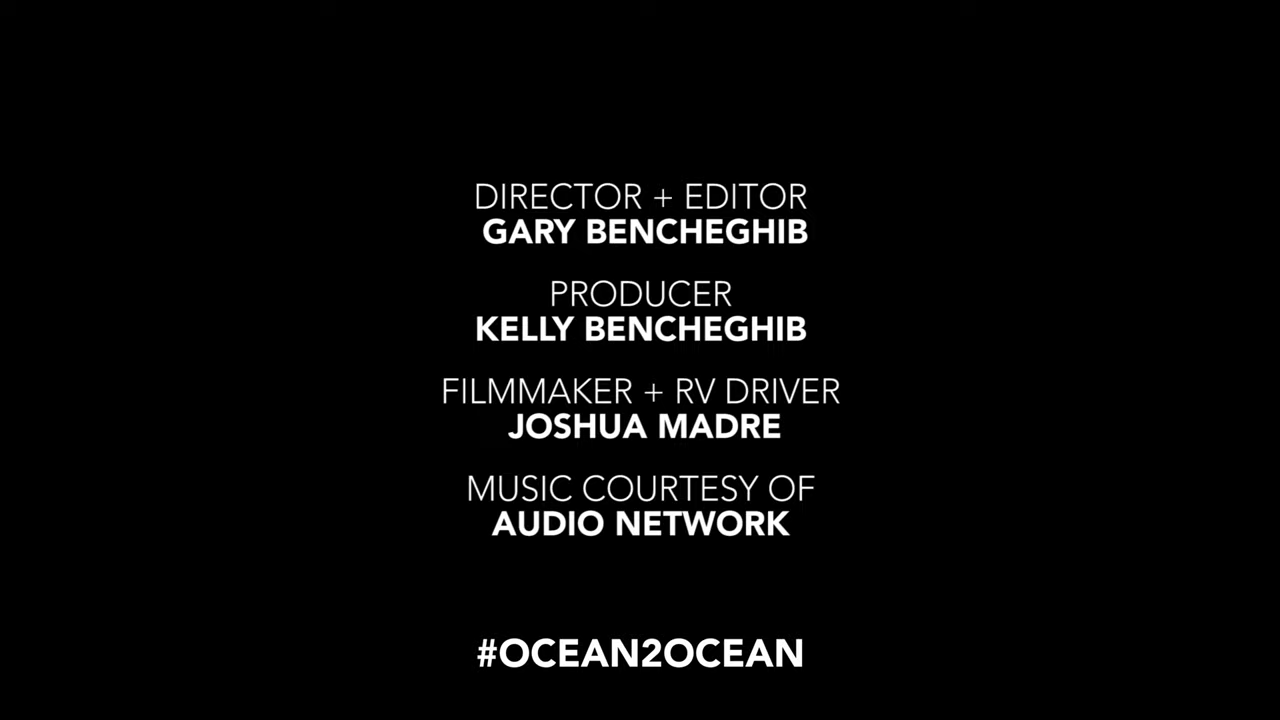 DIRECTOR + EDITOR
GARY BENCHEGHIB
PRODUCER
KELLY BENCHEGHIB
FILMMAKER + RV DRIVER
JOSHUA MADRE
MUSIC COURTESY OF
AUDIO NETWORK
#OCEAN2OCEAN